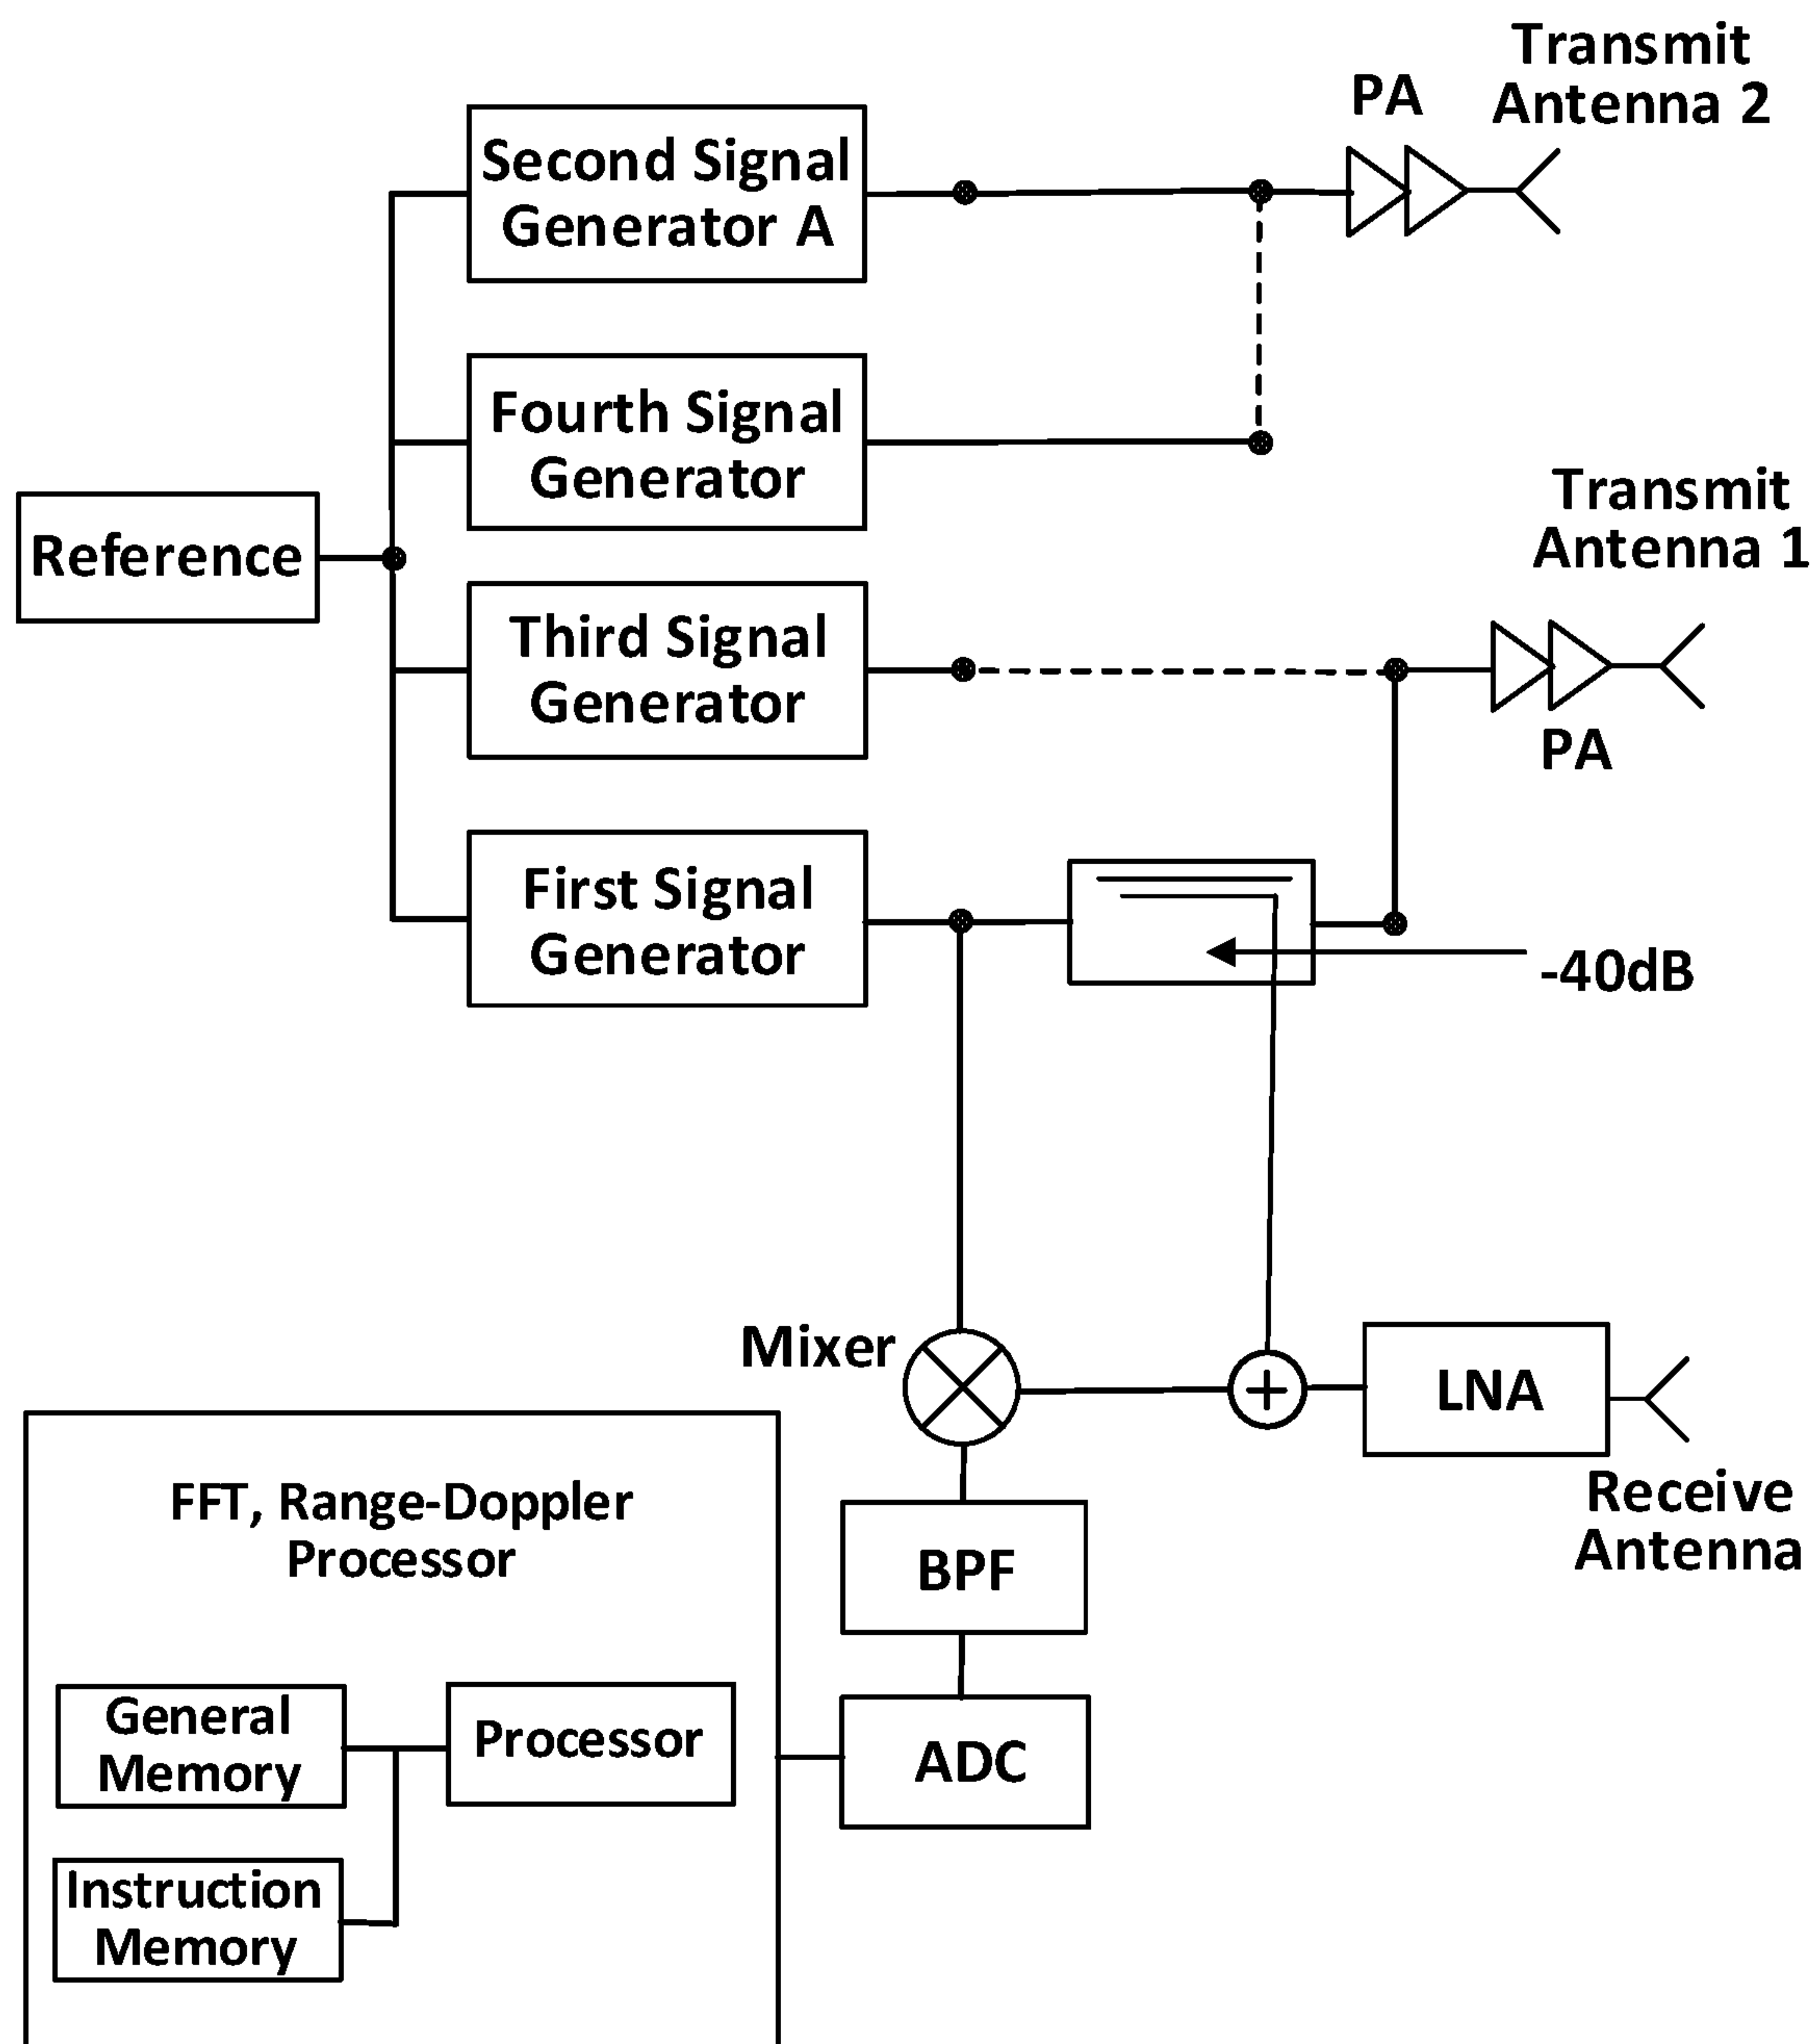 Transmit
Antenna 2
PA
Second Signal
Generator A
Fourth Signal
Generator
Transmit
Antenna 1
Reference
Third Signal
Generator
PA
First Signal
Generator
-40dB
Mixer
LNA
Receive
Antenna
FFT, Range-Doppler
Processor
BPF
General
Memory
Processor
ADC
Instruction
Memory